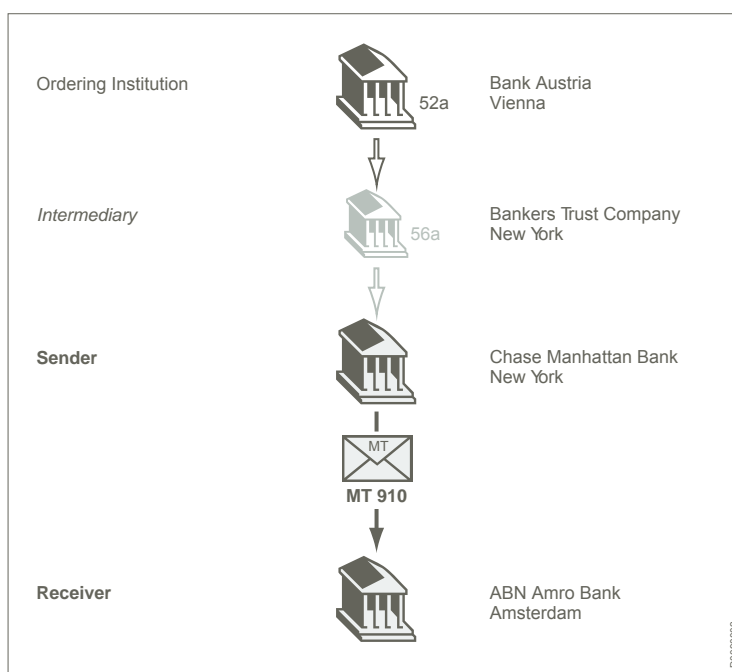 Ordering Institution
52a
Bank Austria
Vienna
Intermediary
56a
Bankers Trust Company
New York
Sender
Chase Manhattan Bank
New York
MT
MT 910
Receiver
ABN Amro Bank
Amsterdam